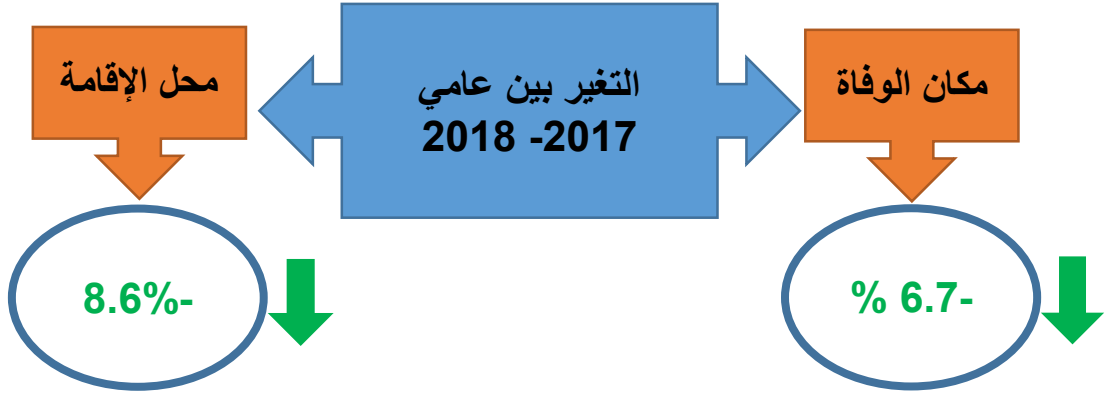 التغير بين عامي
2017- 2018
مكان الوفاة
-6.7 %
محل الإقامة
-8.6%